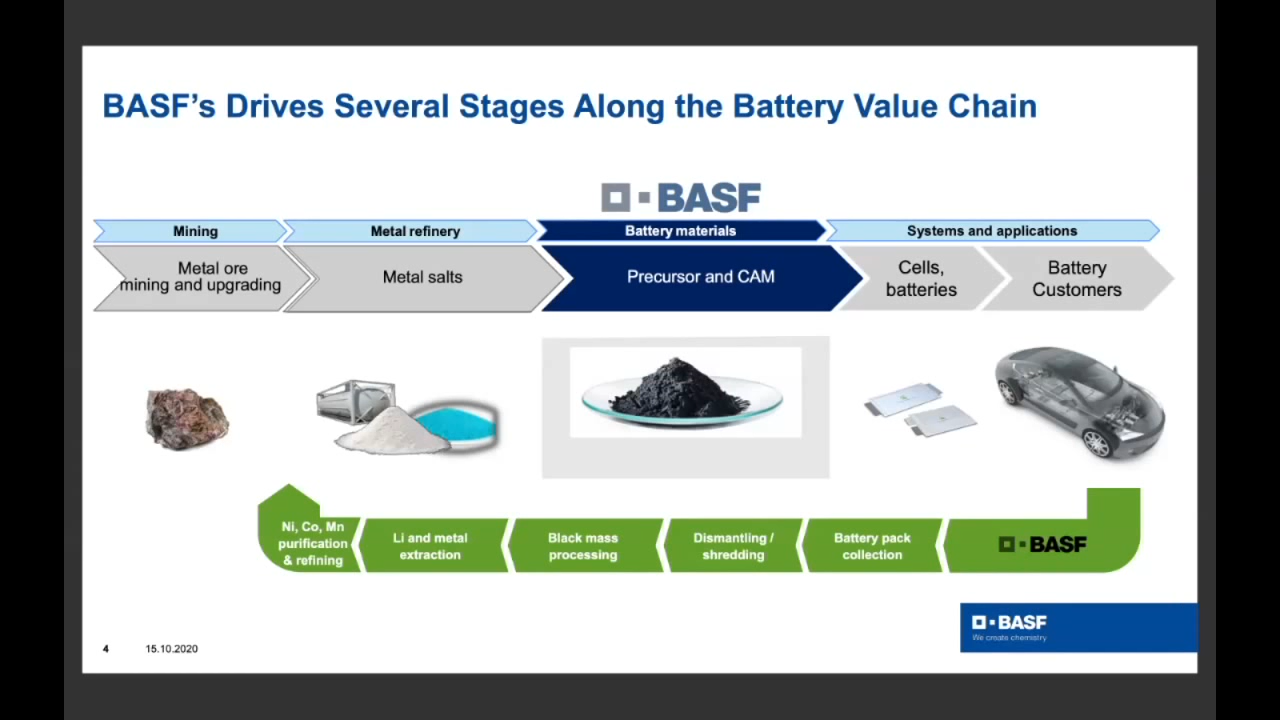 BASF's Drives Several Stages Along the Battery Value Chain
BASF
Mining
Metal refinery
Battery materials
Systems and applications
Metal ore
mining and upgrading
Metal salts
Precursor and CAM
Cells,
batteries
Battery
Customers
Ni, Co, Mn
purification
& refining
Li and metal
extraction
Black mass
processing
Dismantling /
shredding
Battery pack
collection
BASF
BASF
We create chemistry
4
15.10.2020